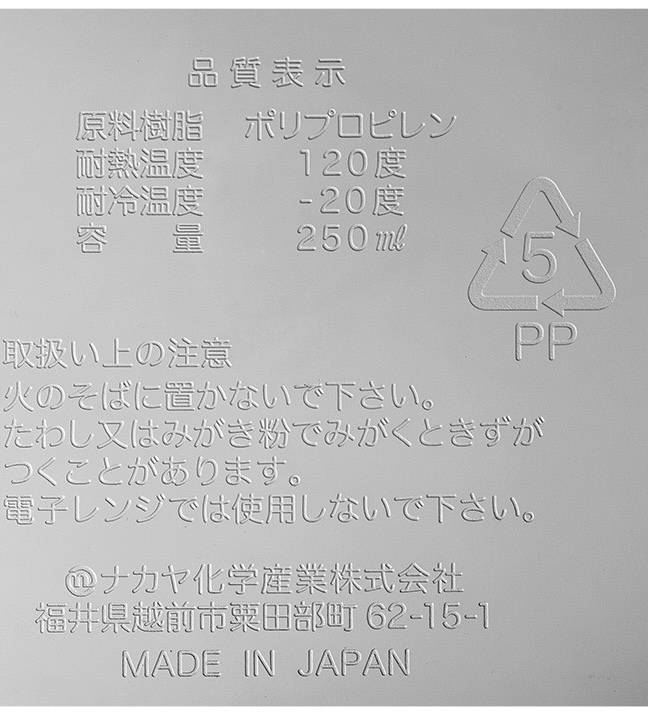 品質表示
原料樹脂 ポリプロピレン
耐熱温度 120度
耐冷温度 -20度
容量 250ml
5
PP
取扱い上の注意
火のそばに置かないで下さい。
たわし又はみがき粉でみがくときずが
つくことがあります。
電子レンジでは使用しないで下さい。
ⓝナカヤ化学産業株式会社
福井県越前市粟田部町 62-15-1
MADE IN JAPAN